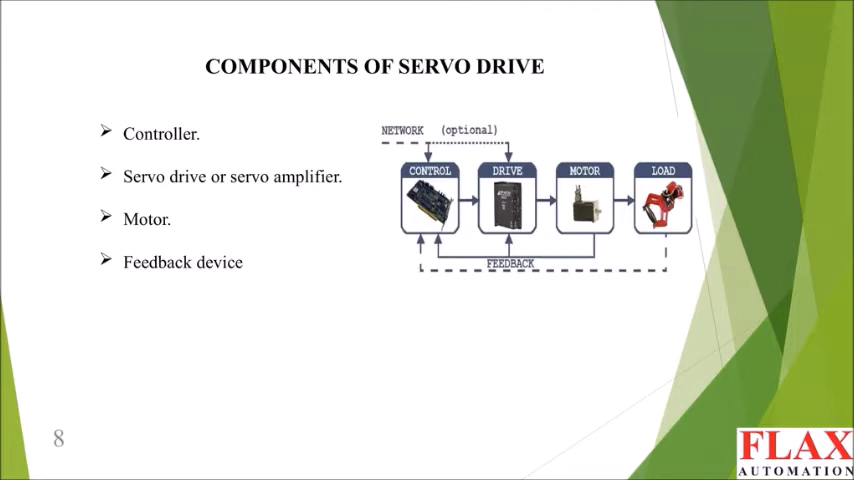 COMPONENTS OF SERVO DRIVE
Controller.
Servo drive or servo amplifier.
Motor.
Feedback device
NETWORK (optional)
CONTROL DRIVE MOTOR LOAD
FEEDBACK
8
FLAX
AUTOMATION